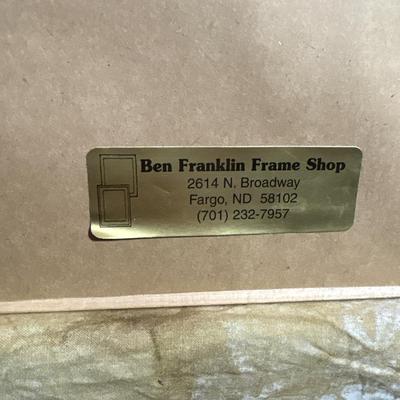 Ben Franklin Frame Shop
2614 N. Broadway
Fargo, ND 58102
(701) 232-7957